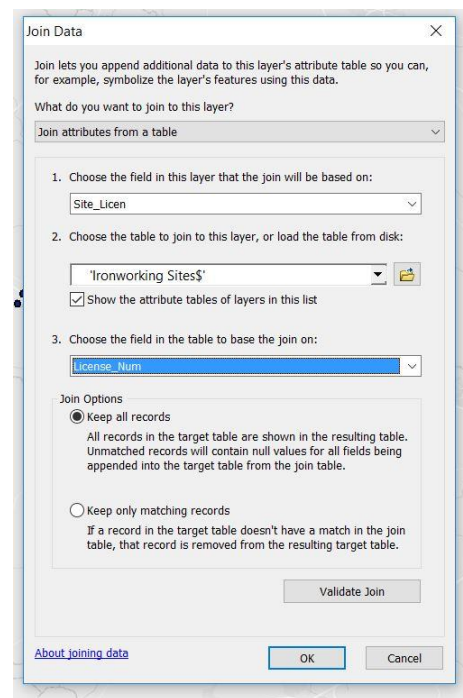 Join Data
Join lets you append additional data to this layer's attribute table so you can,
for example, symbolize the layer's features using this data.
What do you want to join to this layer?
Join attributes from a table
1. Choose the field in this layer that the join will be based on:
Site_Licen
2. Choose the table to join to this layer, or load the table from disk:
'Ironworking Sites$'
Show the attribute tables of layers in this list
3. Choose the field in the table to base the join on:
License_Num
Join Options
Keep all records
All records in the target table are shown in the resulting table.
Unmatched records will contain null values for all fields being
appended into the target table from the join table.
Keep only matching records
If a record in the target table doesn't have a match in the join
table, that record is removed from the resulting target table.
Validate Join
About joining data
OK
Cancel